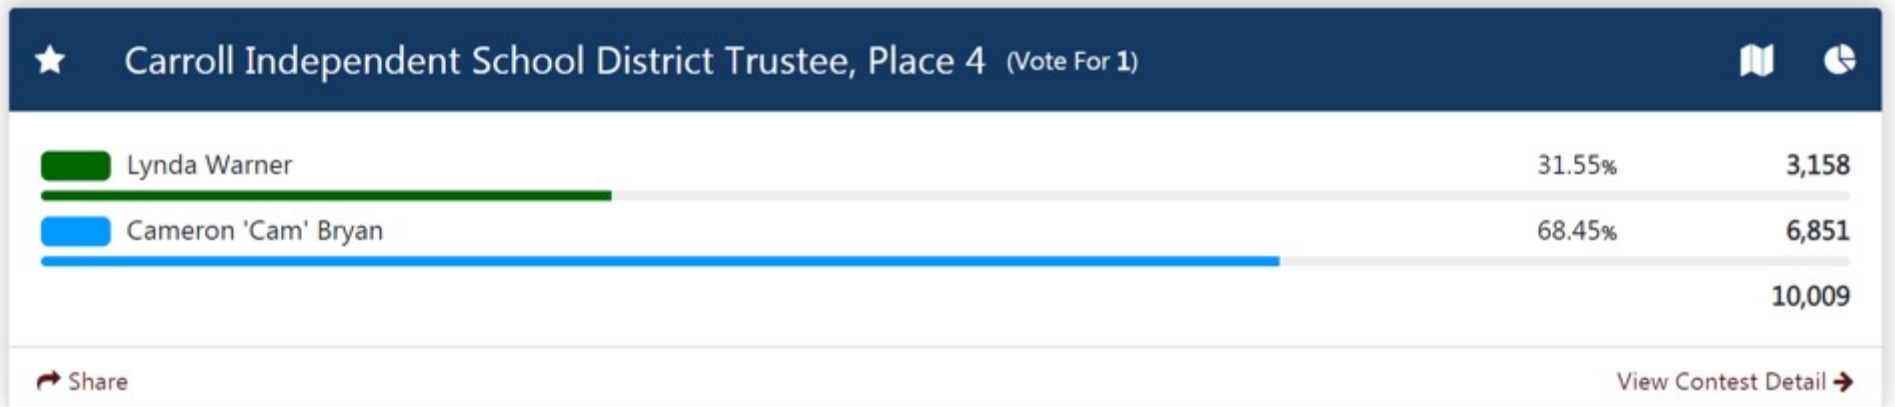 Carroll Independent School District Trustee, Place 4 (Vote For 1)
Lynda Warner 31.55% 3,158
Cameron 'Cam' Bryan 68.45% 6,851
10,009
Share View Contest Detail